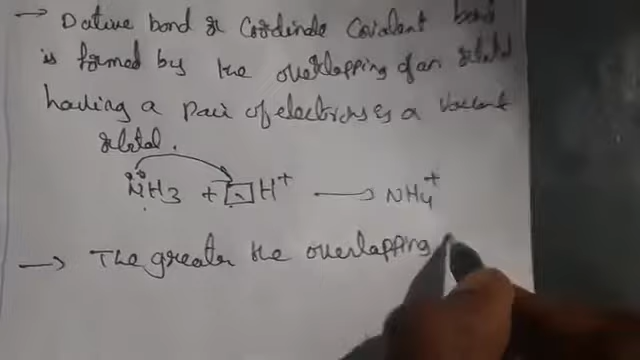 → Dative bond or Cordinate Covalent bond
is formed by the overlapping of an orbital
having a pair of electrons & a vacant
orbital.
NH3 + H+ → NH4+
→ The greater the overlapping